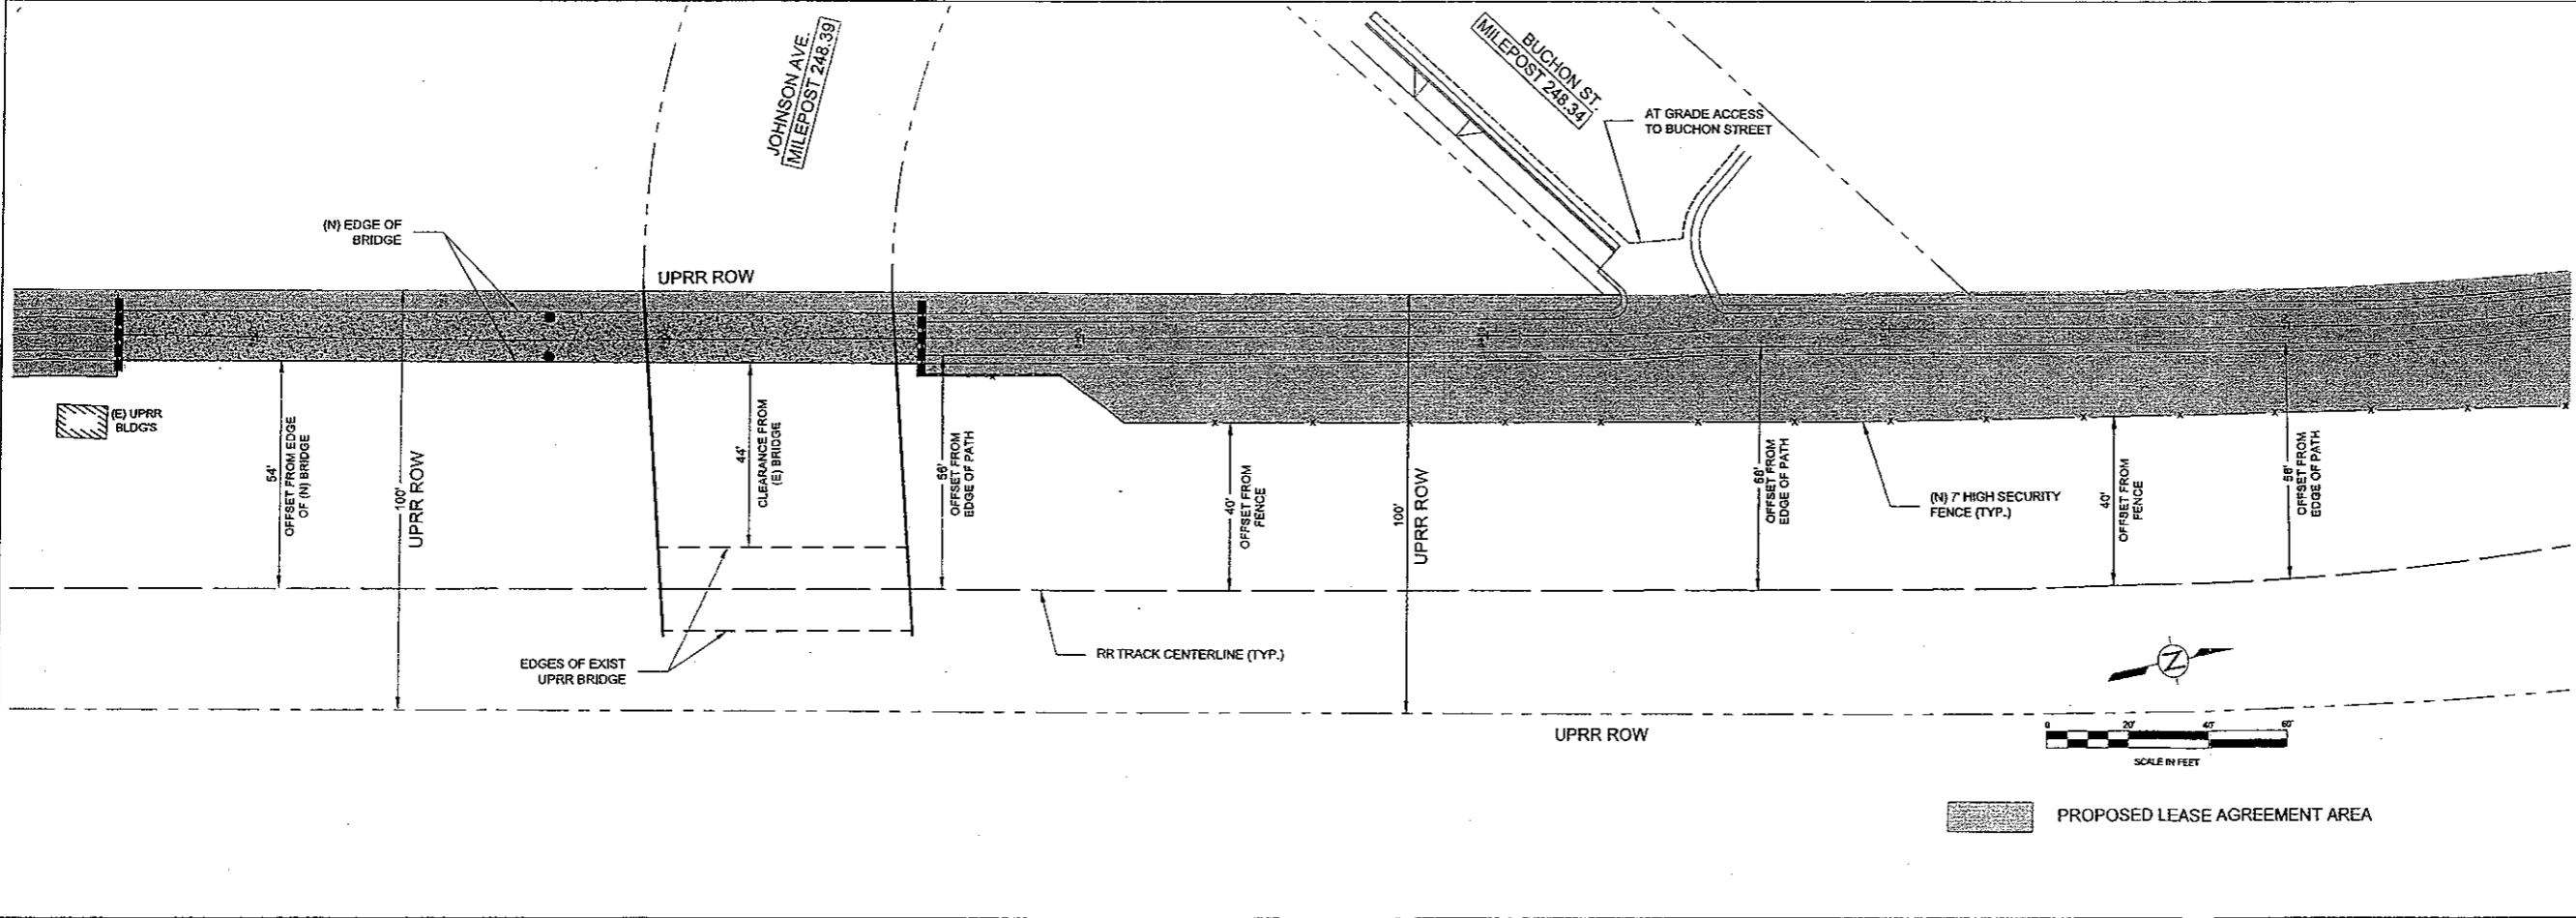 JOHNSON AVE.
MILEPOST 248.39
BUCHON ST.
MILEPOST 248.34
AT GRADE ACCESS
TO BUCHON STREET
(N) EDGE OF
BRIDGE
UPRR ROW
(E) UPRR
BLDG'S
54'
OFFSET FROM EDGE
OF (N) BRIDGE
100'
UPRR ROW
44'
CLEARANCE FROM
(E) BRIDGE
56'
OFFSET FROM
EDGE OF PATH
40'
OFFSET FROM
FENCE
100'
UPRR ROW
OFFSET FROM
EDGE OF PATH
(N) 7' HIGH SECURITY
FENCE (TYP.)
40'
OFFSET FROM
FENCE
OFFSET FROM
EDGE OF PATH
EDGES OF EXIST
UPRR BRIDGE
RR TRACK CENTERLINE (TYP.)
N
UPRR ROW
0 20' 40' 60'
SCALE IN FEET
PROPOSED LEASE AGREEMENT AREA